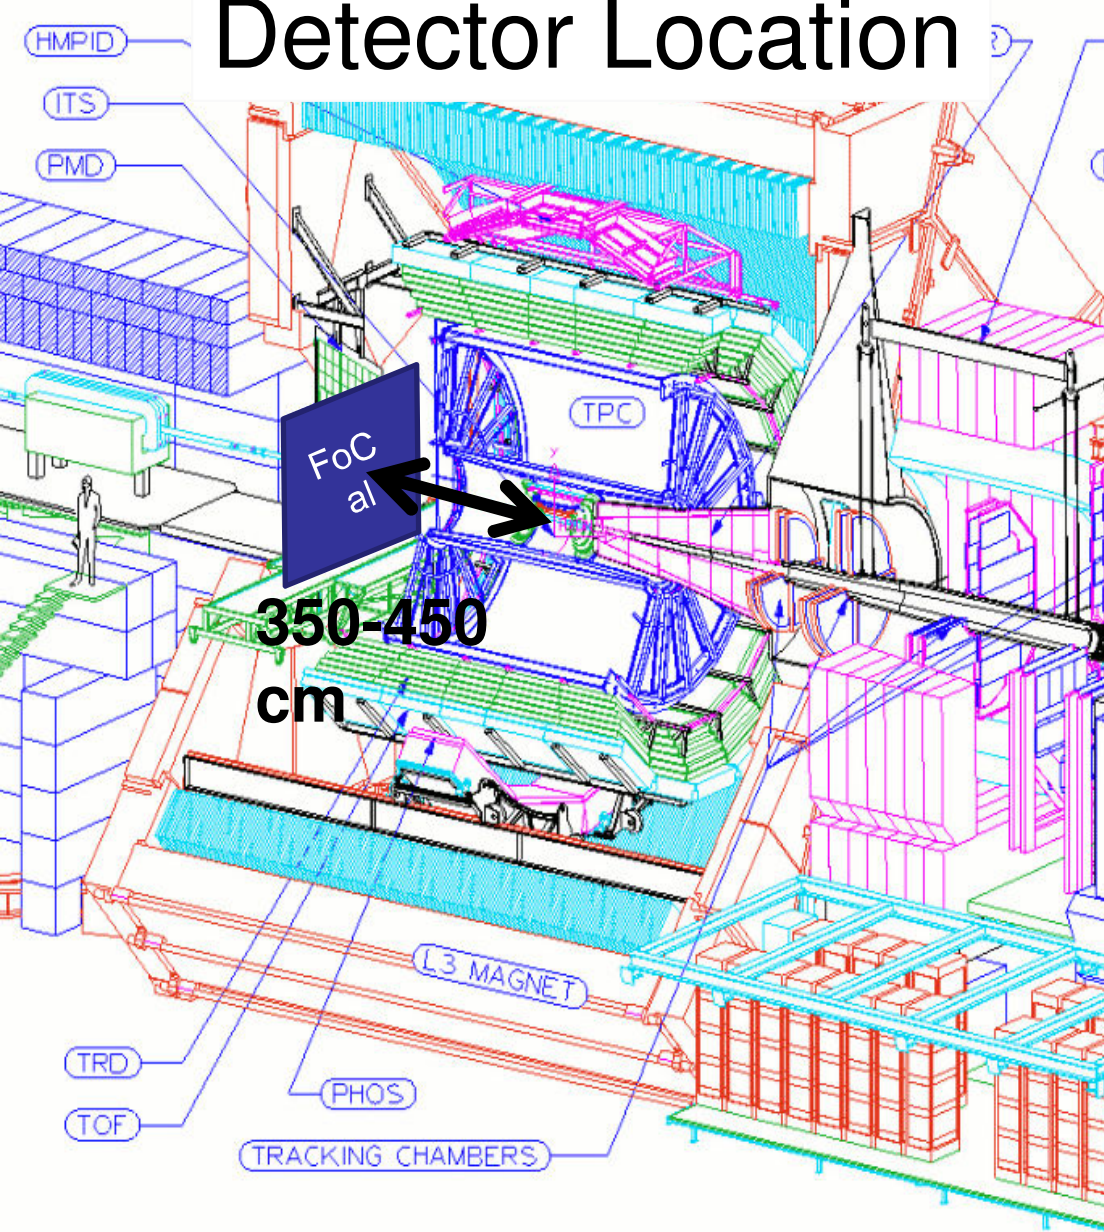 Detector Location
HMPID
ITS
PMD
TPC
FoC
al
350-450
cm
L3 MAGNET
TRD
PHOS
TOF
TRACKING CHAMBERS